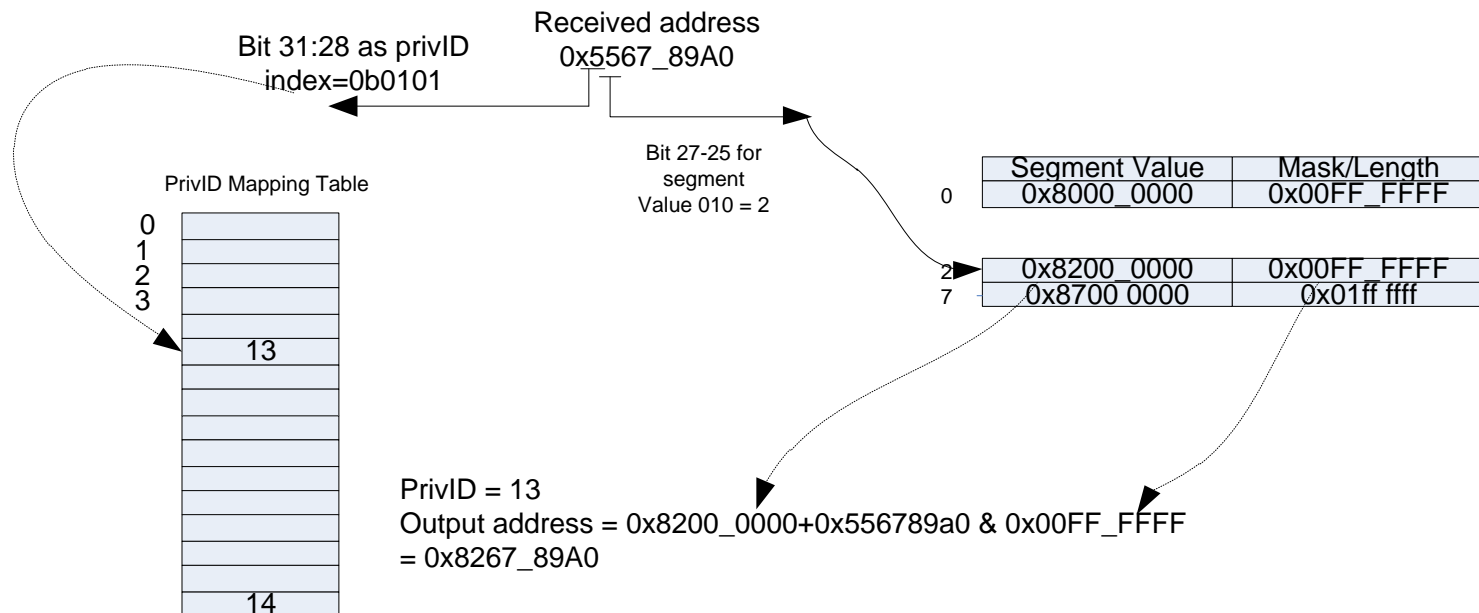 Received address
0x5567_89A0
Bit 31:28 as privID
index=0b0101
Bit 27-25 for
segment
Value 010 = 2
PrivID Mapping Table
0
1
2
3
13
14
Segment Value Mask/Length
0 0x8000_0000 0x00FF_FFFF
2 0x8200_0000 0x00FF_FFFF
7 0x8700 0000 0x01ff ffff
PrivID = 13
Output address = 0x8200_0000+0x556789a0 & 0x00FF_FFFF
= 0x8267_89A0